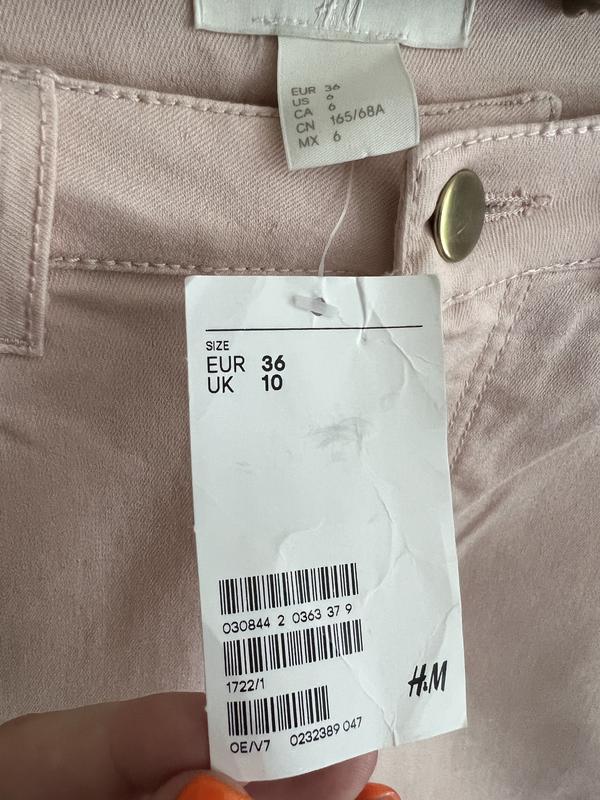 EUR 36
US 6
CA 6
CN 165/68A
MX 6
SIZE
EUR 36
UK 10
030844 2 0363 37 9
1722/1
OE/V7 0232389 047
H&M